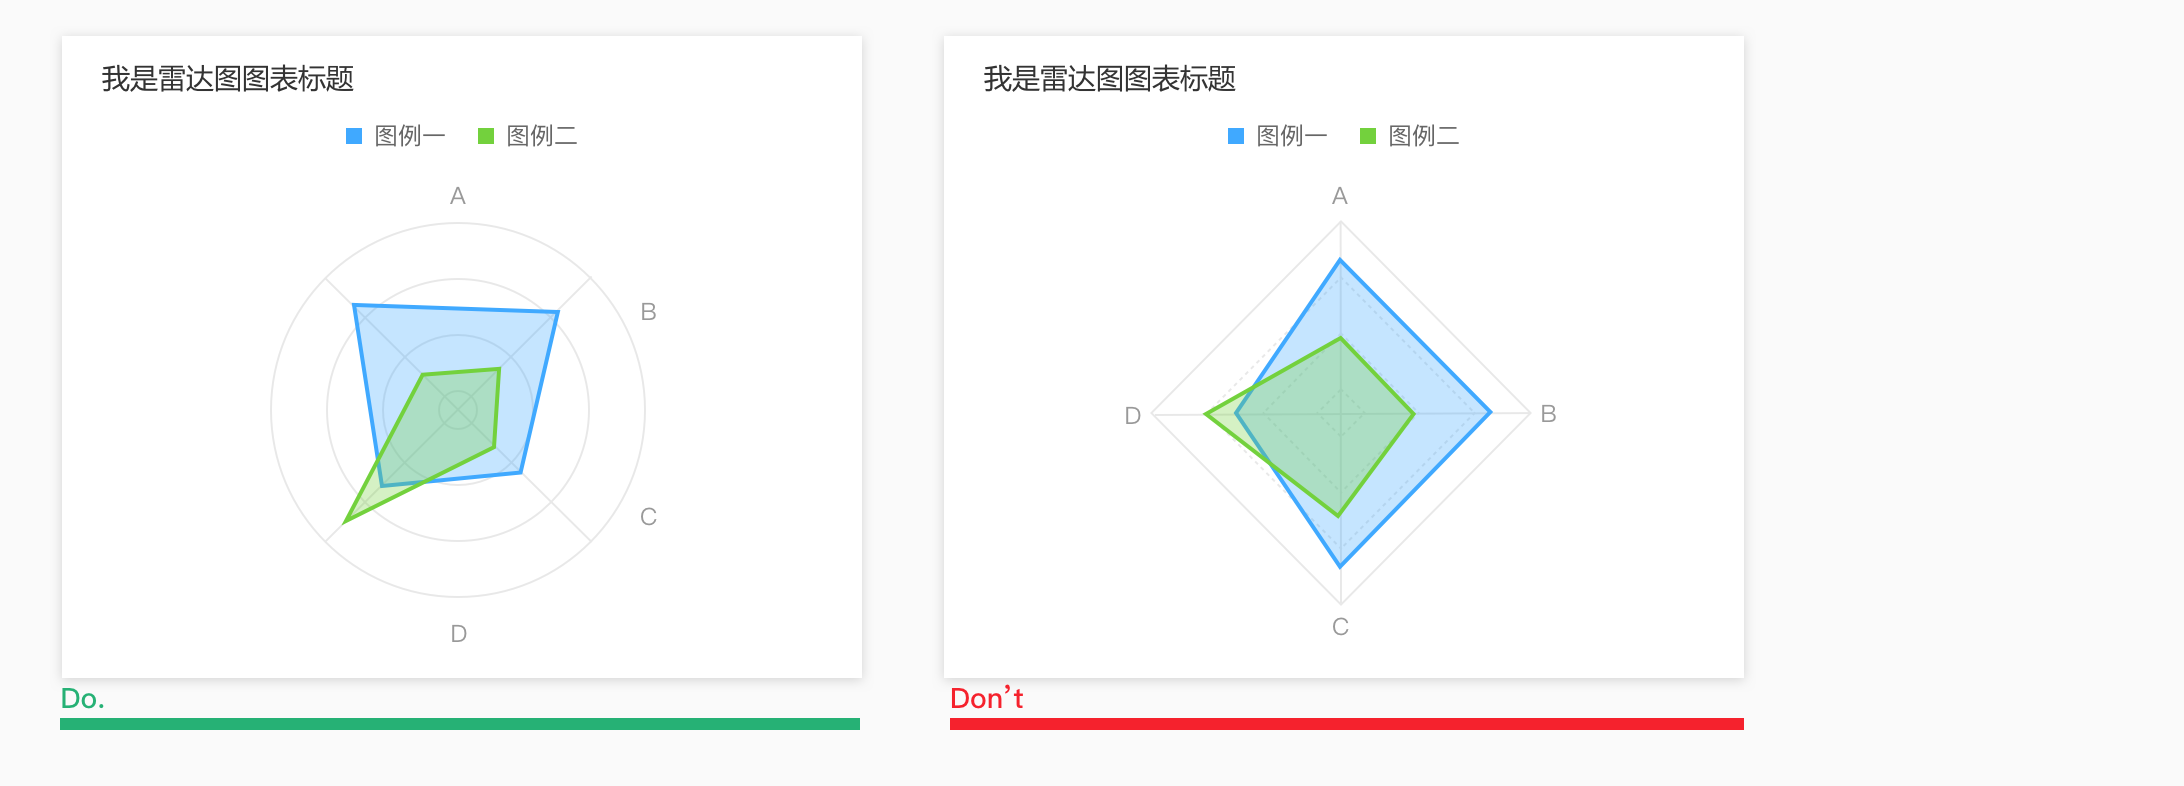 我是雷达图图表标题
图例一 图例二
A
B
C
D
Do.
我是雷达图图表标题
图例一 图例二
A
D B
C
Don’t